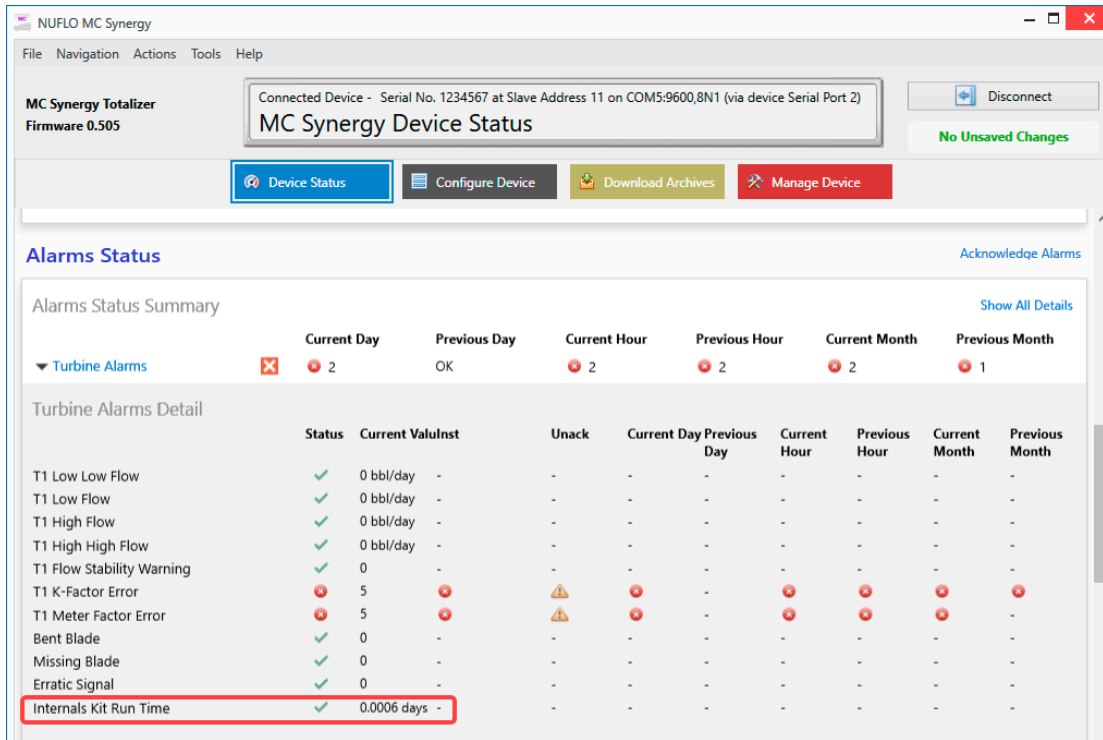 MC
NUFLO MC Synergy
File Navigation Actions Tools Help
MC Synergy Totalizer
Firmware 0.505
Connected Device - Serial No. 1234567 at Slave Address 11 on COM5:9600,8N1 (via device Serial Port 2)
MC Synergy Device Status
Disconnect
No Unsaved Changes
Device Status Configure Device Download Archives Manage Device
Alarms Status Acknowledge Alarms
Alarms Status Summary Show All Details
Current Day Previous Day Current Hour Previous Hour Current Month Previous Month
Turbine Alarms 2 OK 2 2 2 1
Turbine Alarms Detail
Status Current ValuInst Unack Current Day Previous Day Current Hour Previous Hour Current Month Previous Month
T1 Low Low Flow 0 bbl/day - - - - - - - -
T1 Low Flow 0 bbl/day - - - - - - - -
T1 High Flow 0 bbl/day - - - - - - - -
T1 High High Flow 0 bbl/day - - - - - - - -
T1 Flow Stability Warning 0 - - - - - - - -
T1 K-Factor Error 5 -
T1 Meter Factor Error 5 - -
Bent Blade 0 - - - - - - - -
Missing Blade 0 - - - - - - - -
Erratic Signal 0 - - - - - - - -
Internals Kit Run Time 0.0006 days - - - - - - - -